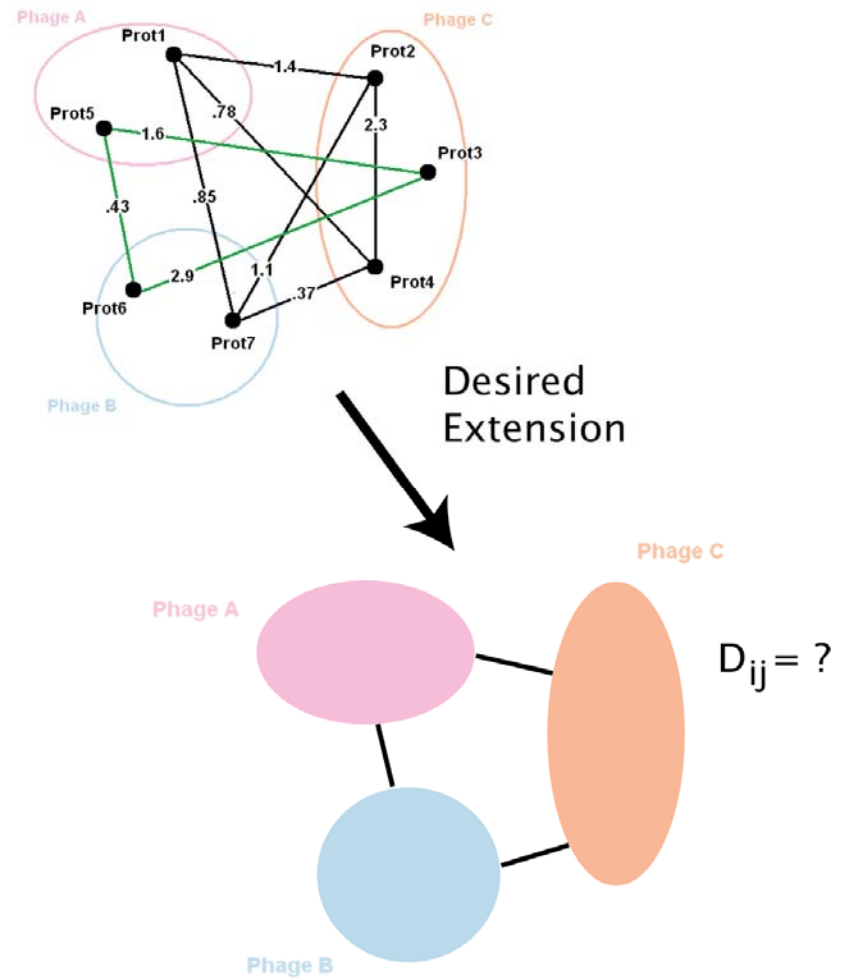 Phage A
Phage C
Prot1
Prot2
1.4
.78
2.3
Prot5
1.6
Prot3
.43
.85
2.9
1.1
.37
Prot4
Prot6
Prot7
Phage B
Desired
Extension
Phage C
Phage A
Dij = ?
Phage B